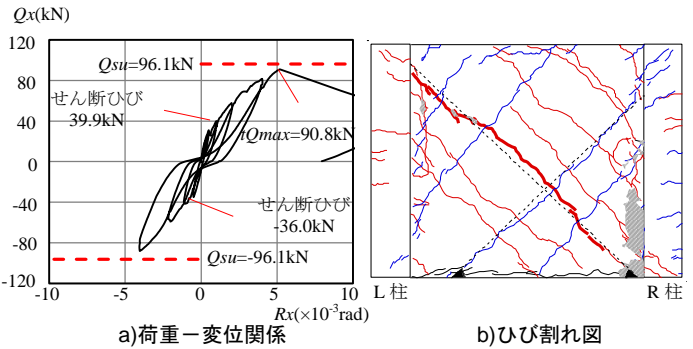 Qx(kN)
120
80
40
0
-40
-80
-120
Qsu=96.1kN
せん断ひび
39.9kN
tQmax=90.8kN
せん断ひび
-36.0kN
Qsu=-96.1kN
-10 -5 0 5 10
Rx(×10⁻³rad)
a)荷重－変位関係
L 柱 R 柱
b)ひび割れ図